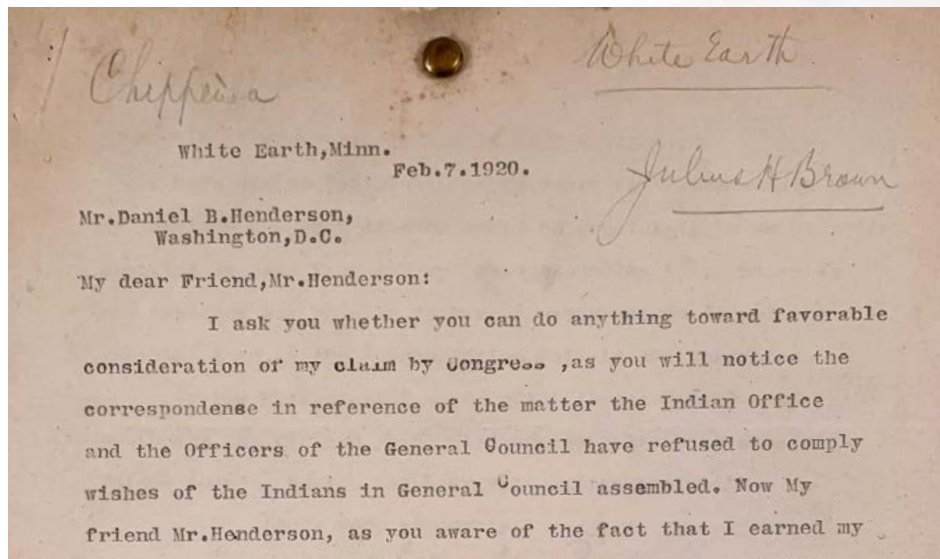 Chippewa
White Earth
White Earth,Minn.
Feb.7.1920.
Julius H Brown
Mr.Daniel B.Henderson,
Washington,D.C.
My dear Friend,Mr.Henderson:
I ask you whether you can do anything toward favorable
consideration of my claim by Congress ,as you will notice the
correspondense in reference of the matter the Indian Office
and the Officers of the General Council have refused to comply
wishes of the Indians in General Council assembled. Now My
friend Mr.Henderson, as you aware of the fact that I earned my